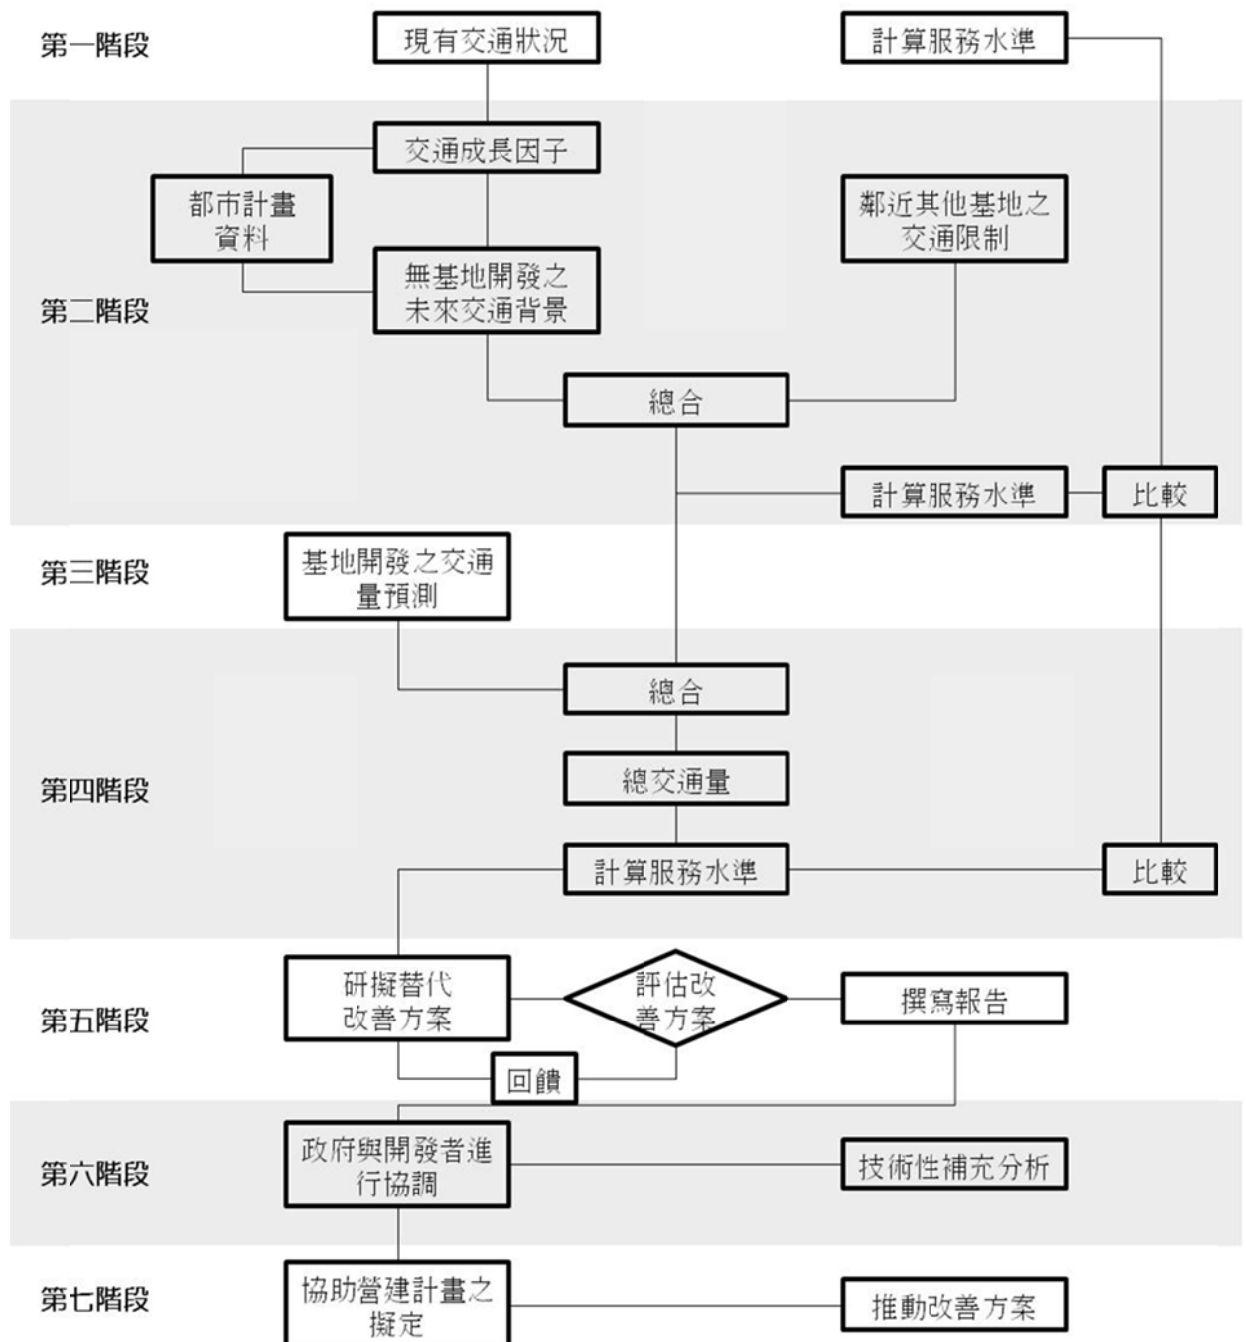 第一階段
現有交通狀況
計算服務水準
交通成長因子
都市計畫
資料
鄰近其他基地之
交通限制
第二階段
無基地開發之
未來交通背景
總合
計算服務水準
比較
第三階段
基地開發之交通
量預測
總合
第四階段
總交通量
計算服務水準
比較
第五階段
研擬替代
改善方案
評估改
善方案
撰寫報告
回饋
第六階段
政府與開發者進
行協調
技術性補充分析
第七階段
協助營建計畫之
擬定
推動改善方案